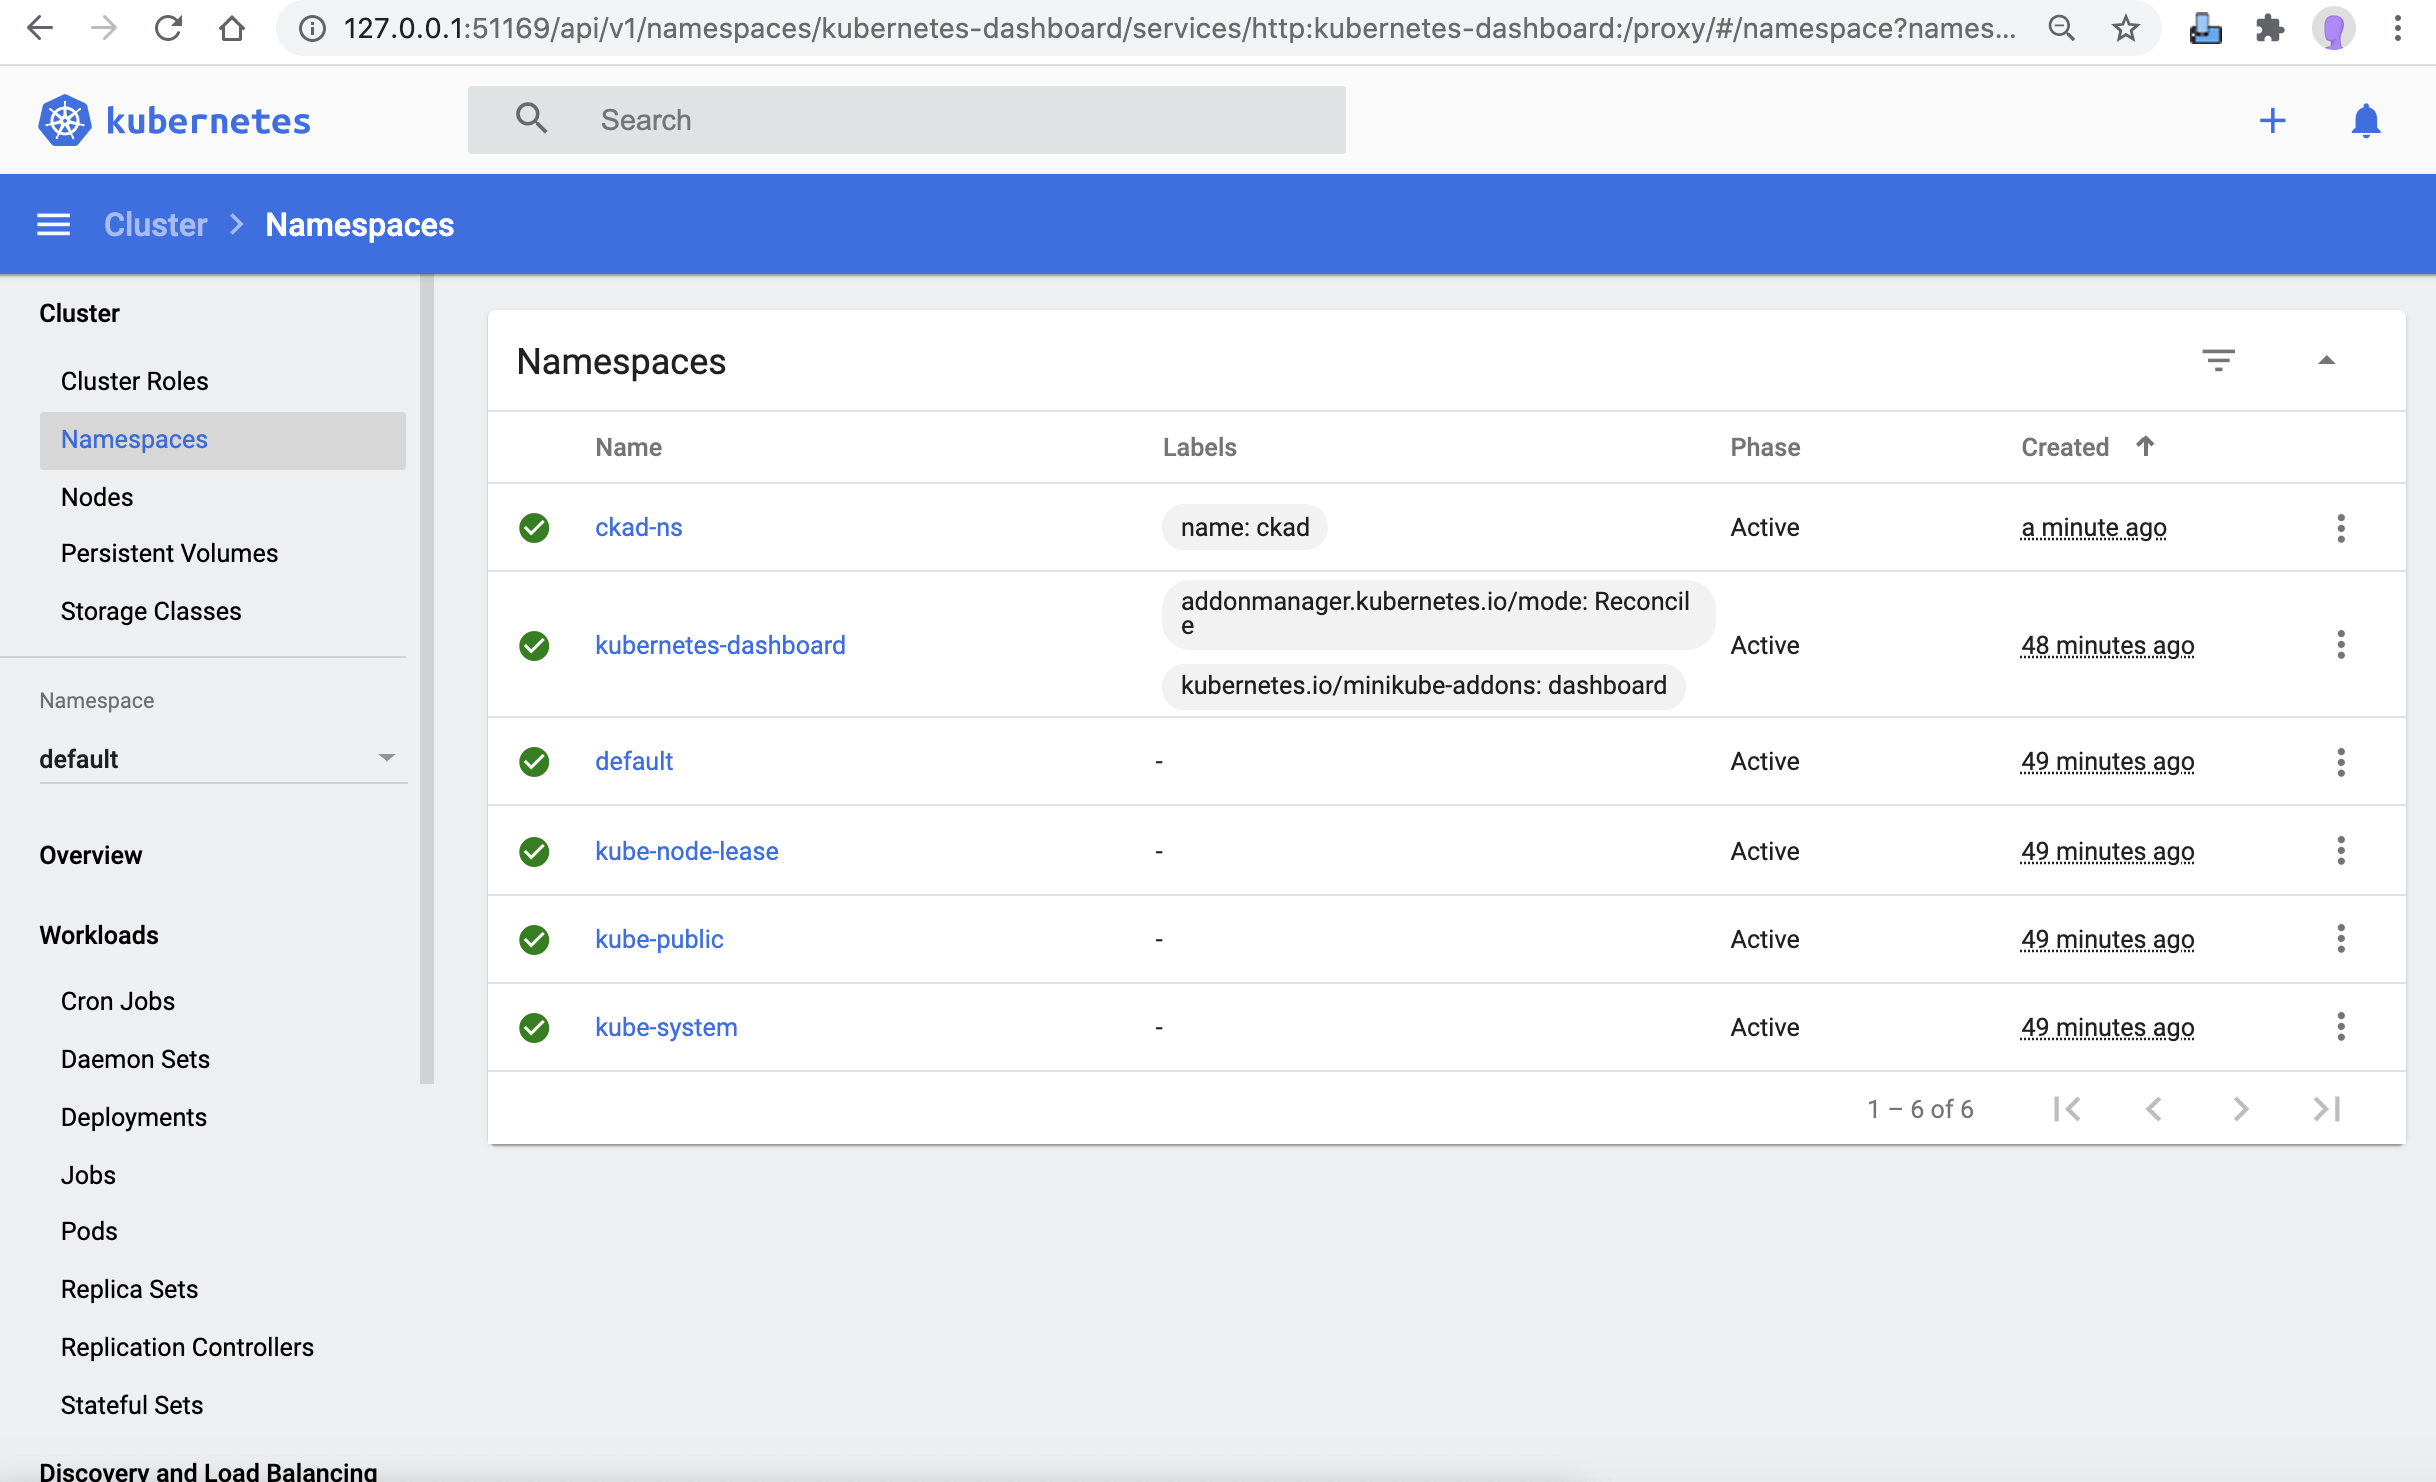 127.0.0.1:51169/api/v1/namespaces/kubernetes-dashboard/services/http:kubernetes-dashboard:/proxy/#/namespace?names...
kubernetes
Search
Cluster
Namespaces
Cluster
Cluster Roles
Namespaces
Nodes
Persistent Volumes
Storage Classes
Namespace
default
Overview
Workloads
Cron Jobs
Daemon Sets
Deployments
Jobs
Pods
Replica Sets
Replication Controllers
Stateful Sets
Discovery and Load Balancing
Namespaces
Name Labels Phase Created
ckad-ns name: ckad Active a minute ago
addonmanager.kubernetes.io/mode: Reconcil
e
kubernetes-dashboard Active 48 minutes ago
kubernetes.io/minikube-addons: dashboard
default - Active 49 minutes ago
kube-node-lease - Active 49 minutes ago
kube-public - Active 49 minutes ago
kube-system - Active 49 minutes ago
1 – 6 of 6